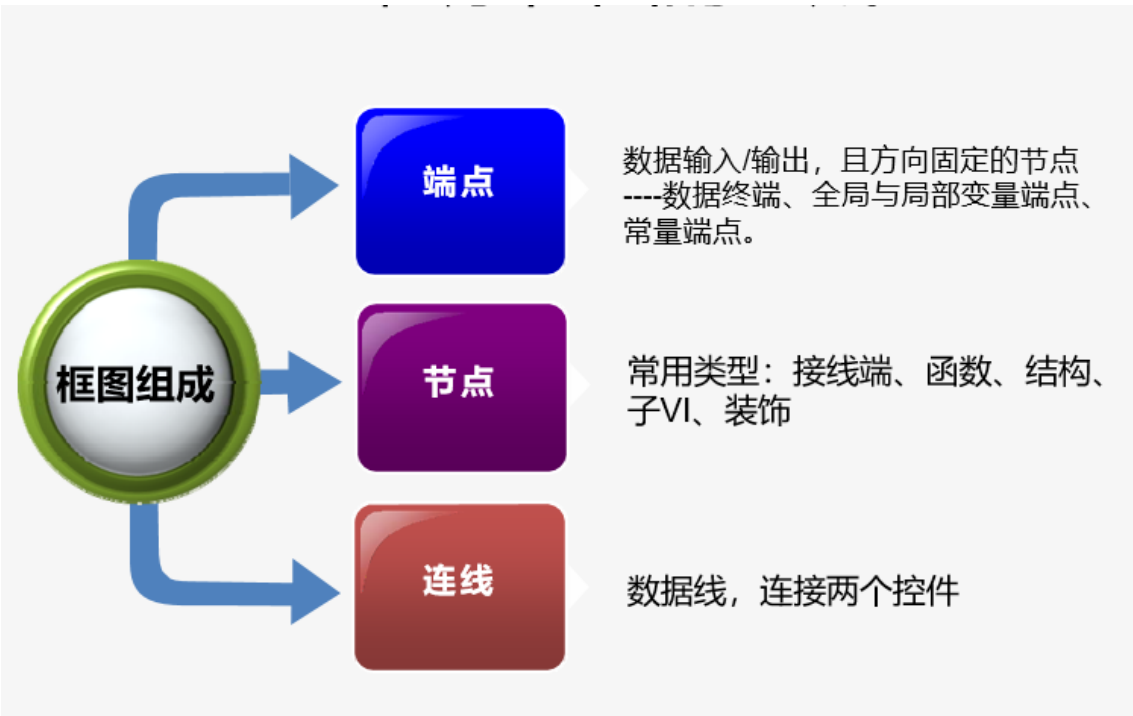 端点
数据输入/输出，且方向固定的节点
----数据终端、全局与局部变量端点、
常量端点。
框图组成
节点
常用类型：接线端、函数、结构、
子VI、装饰
连线
数据线，连接两个控件